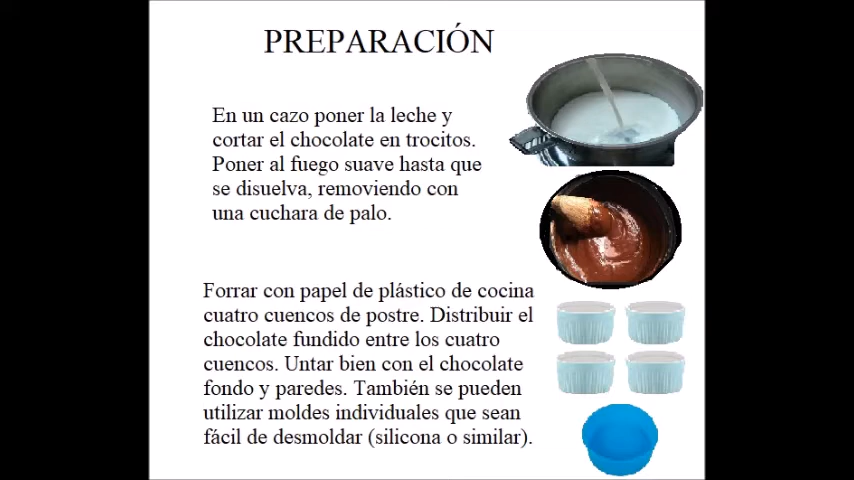 PREPARACIÓN
En un cazo poner la leche y
cortar el chocolate en trocitos.
Poner al fuego suave hasta que
se disuelva, removiendo con
una cuchara de palo.
Forrar con papel de plástico de cocina
cuatro cuencos de postre. Distribuir el
chocolate fundido entre los cuatro
cuencos. Untar bien con el chocolate
fondo y paredes. También se pueden
utilizar moldes individuales que sean
fácil de desmoldar (silicona o similar).